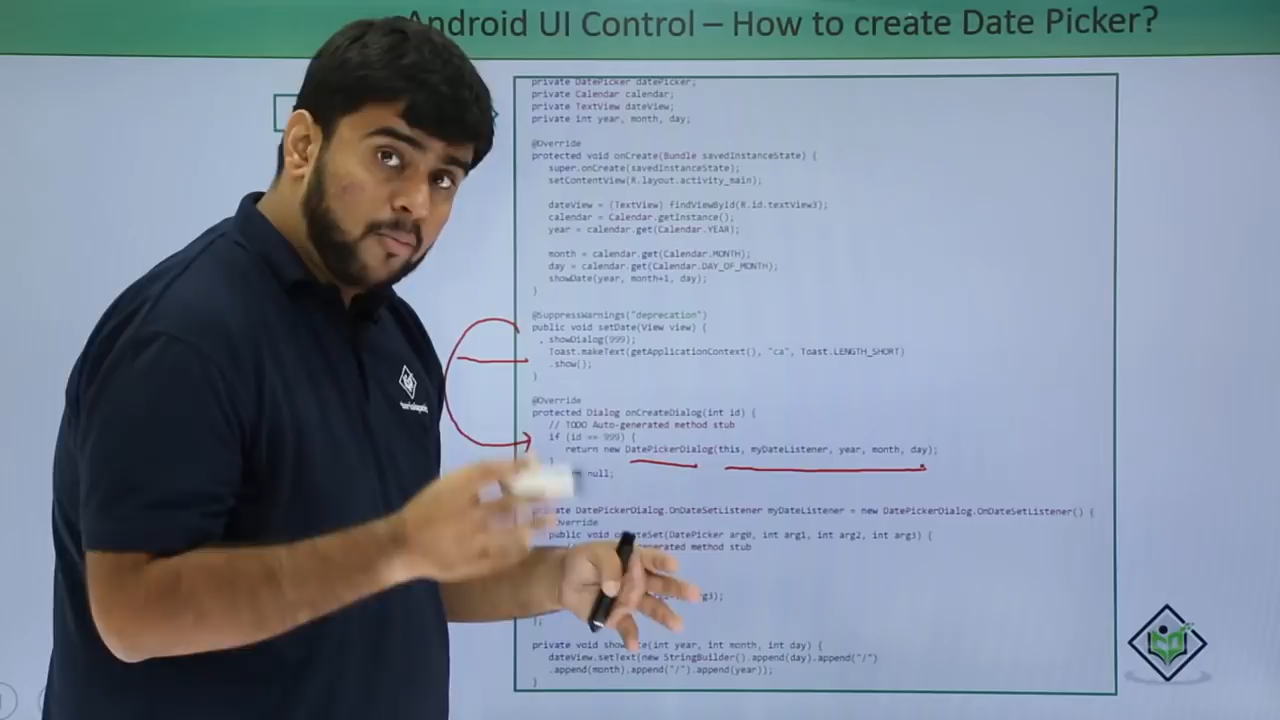 Android UI Control – How to create Date Picker?
private DatePicker datePicker;
private Calendar calendar;
private TextView dateView;
private int year, month, day;
@Override
protected void onCreate(Bundle savedInstanceState) {
super.onCreate(savedInstanceState);
setContentView(R.layout.activity_main);
dateView = (TextView) findViewById(R.id.textView3);
calendar = Calendar.getInstance();
year = calendar.get(Calendar.YEAR);
month = calendar.get(Calendar.MONTH);
day = calendar.get(Calendar.DAY_OF_MONTH);
showDate(year, month+1, day);
}
@SuppressWarnings("deprecation")
public void setDate(View view) {
showDialog(999);
Toast.makeText(getApplicationContext(), "ca", Toast.LENGTH_SHORT)
.show();
}
@Override
protected Dialog onCreateDialog(int id) {
// TODO Auto-generated method stub
if (id == 999) {
return new DatePickerDialog(this, myDateListener, year, month, day);
}
null;
DatePickerDialog.OnDateSetListener myDateListener = new DatePickerDialog.OnDateSetListener() {
public void (DatePicker arg0, int arg1, int arg2, int arg3) {
method stub
};
private void (int year, int month, int day) {
dateView.setText(new StringBuilder().append(day).append("/")
.append(month).append("/").append(year));
}